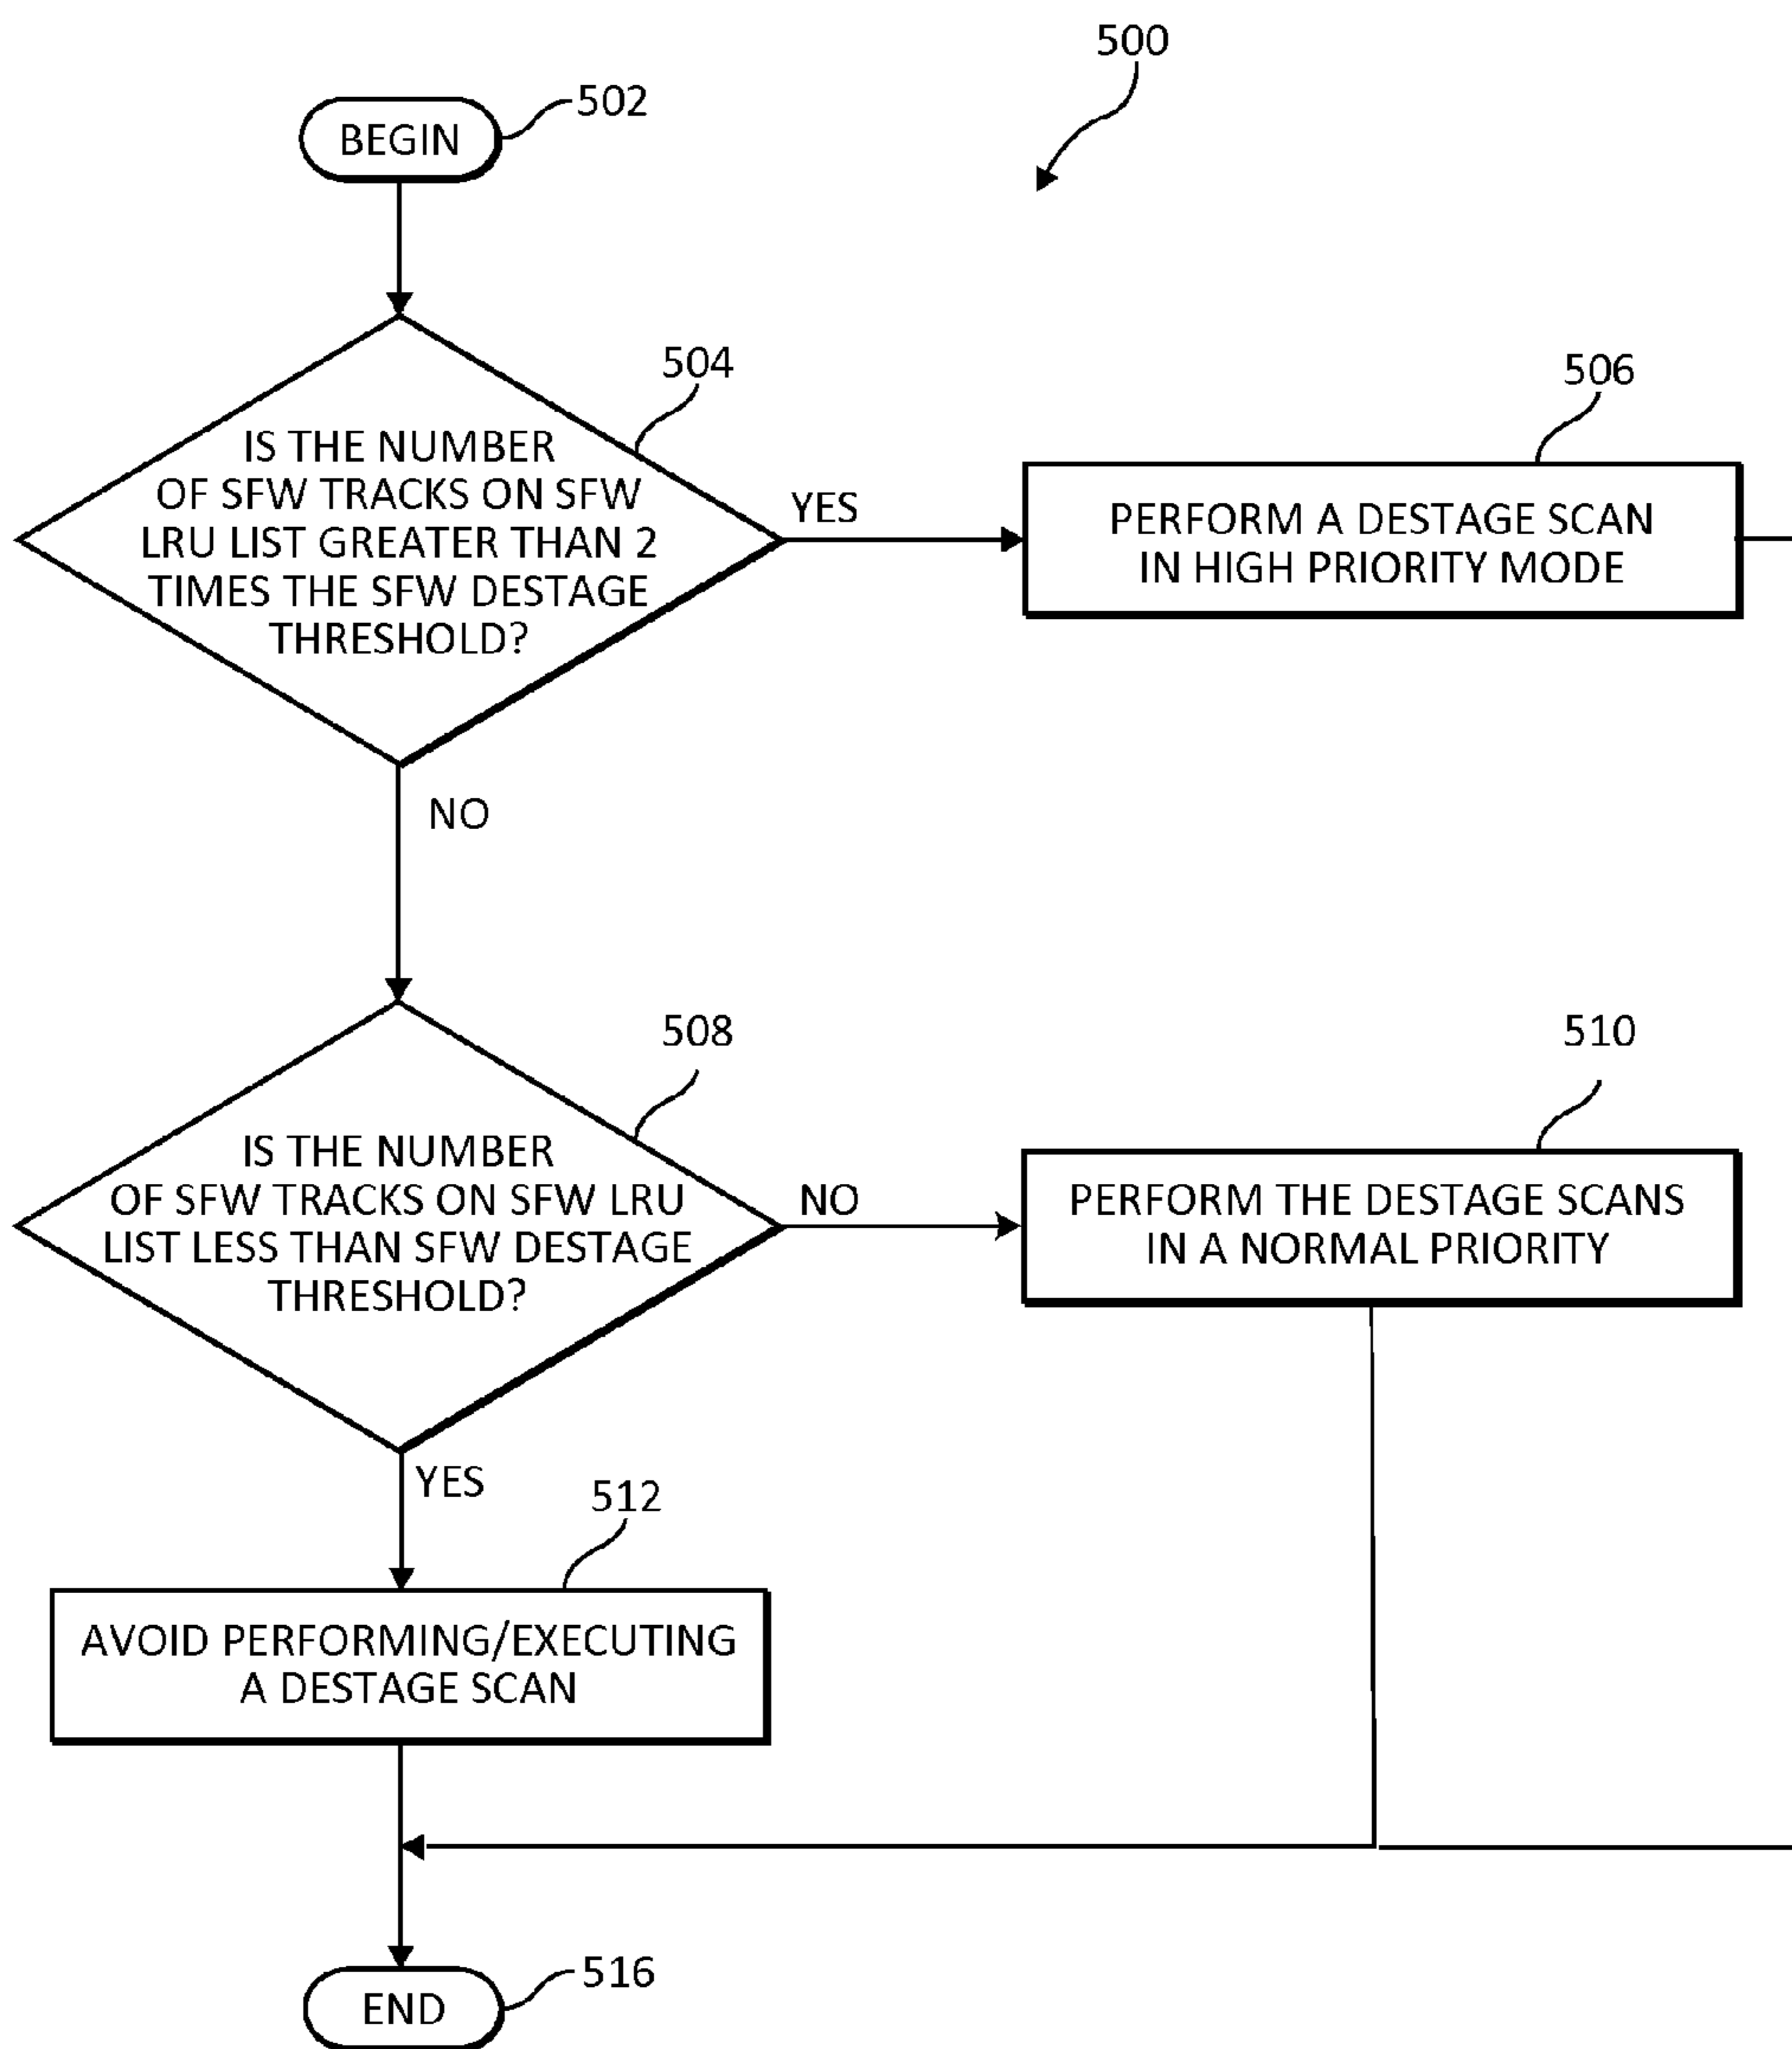 500
502
BEGIN
504
IS THE NUMBER
OF SFW TRACKS ON SFW
LRU LIST GREATER THAN 2
TIMES THE SFW DESTAGE
THRESHOLD?
YES
506
PERFORM A DESTAGE SCAN
IN HIGH PRIORITY MODE
NO
508
IS THE NUMBER
OF SFW TRACKS ON SFW LRU
LIST LESS THAN SFW DESTAGE
THRESHOLD?
NO
510
PERFORM THE DESTAGE SCANS
IN A NORMAL PRIORITY
YES
512
AVOID PERFORMING/EXECUTING
A DESTAGE SCAN
516
END